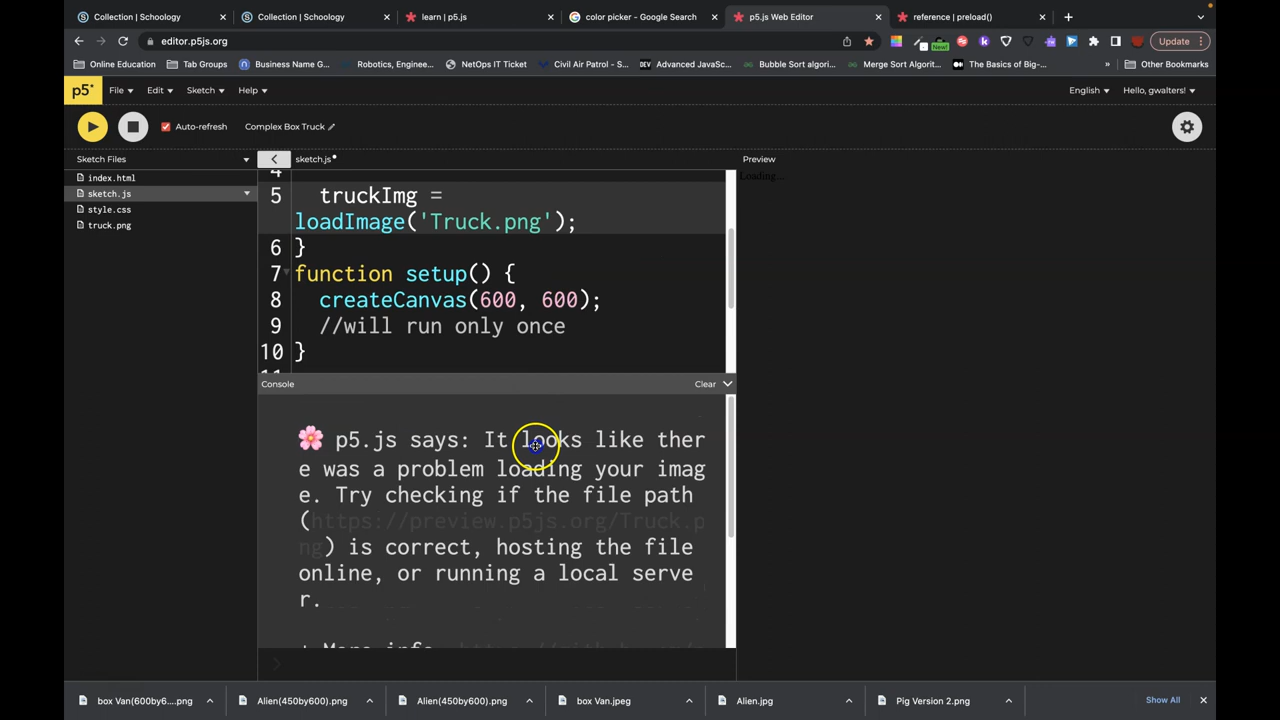 Collection | Schoology
Collection | Schoology
learn | p5.js
color picker - Google Search
p5.js Web Editor
reference | preload()
editor.p5js.org
Update
Online Education
Tab Groups
Business Name G...
Robotics, Enginee...
NetOps IT Ticket
Civil Air Patrol - S...
DEV
Advanced JavaSc...
Bubble Sort algori...
Merge Sort Algorit...
The Basics of Big-...
»
Other Bookmarks
p5*
File
Edit
Sketch
Help
English
Hello, gwalters!
Auto-refresh
Complex Box Truck
Sketch Files
sketch.js
Preview
index.html
sketch.js
style.css
truck.png
Loading...
5 truckImg =
loadImage('Truck.png');
6 }
7 function setup() {
8 createCanvas(600, 600);
9 //will run only once
10 }
Console
Clear
🌸 p5.js says: It looks like ther
e was a problem loading your imag
e. Try checking if the file path
(https://preview.p5js.org/Truck.p
ng) is correct, hosting the file
online, or running a local serve
r.
box Van(600by6....png
Alien(450by600).png
Alien(450by600).png
box Van.jpeg
Alien.jpg
Pig Version 2.png
Show All